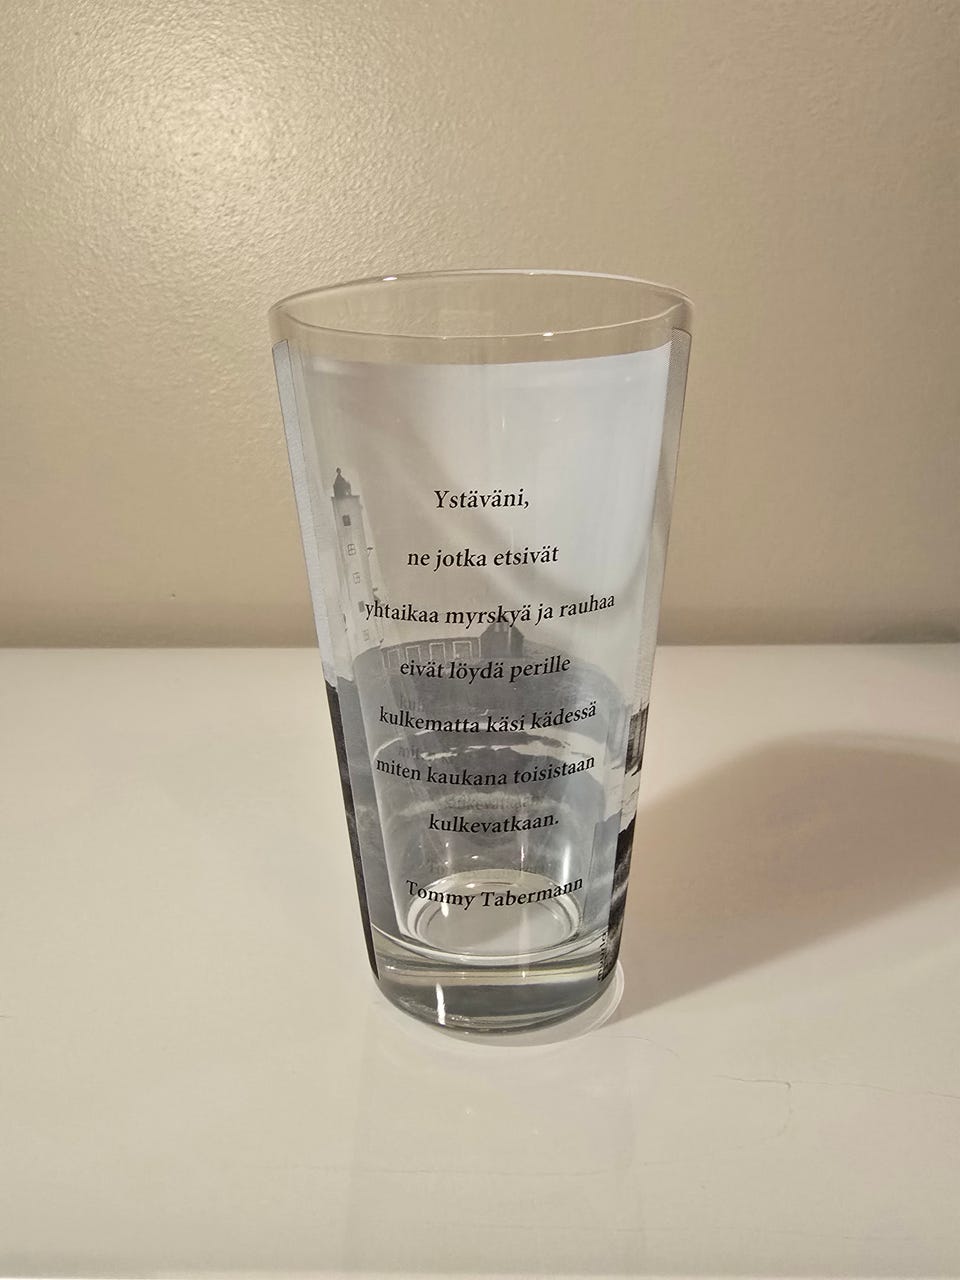 Ystäväni,
ne jotka etsivät
yhtaikaa myrskyä ja rauhaa
eivät löydä perille
kulkematta käsi kädessä
miten kaukana toisistaan
kulkevatkaan.
Tommy Tabermann